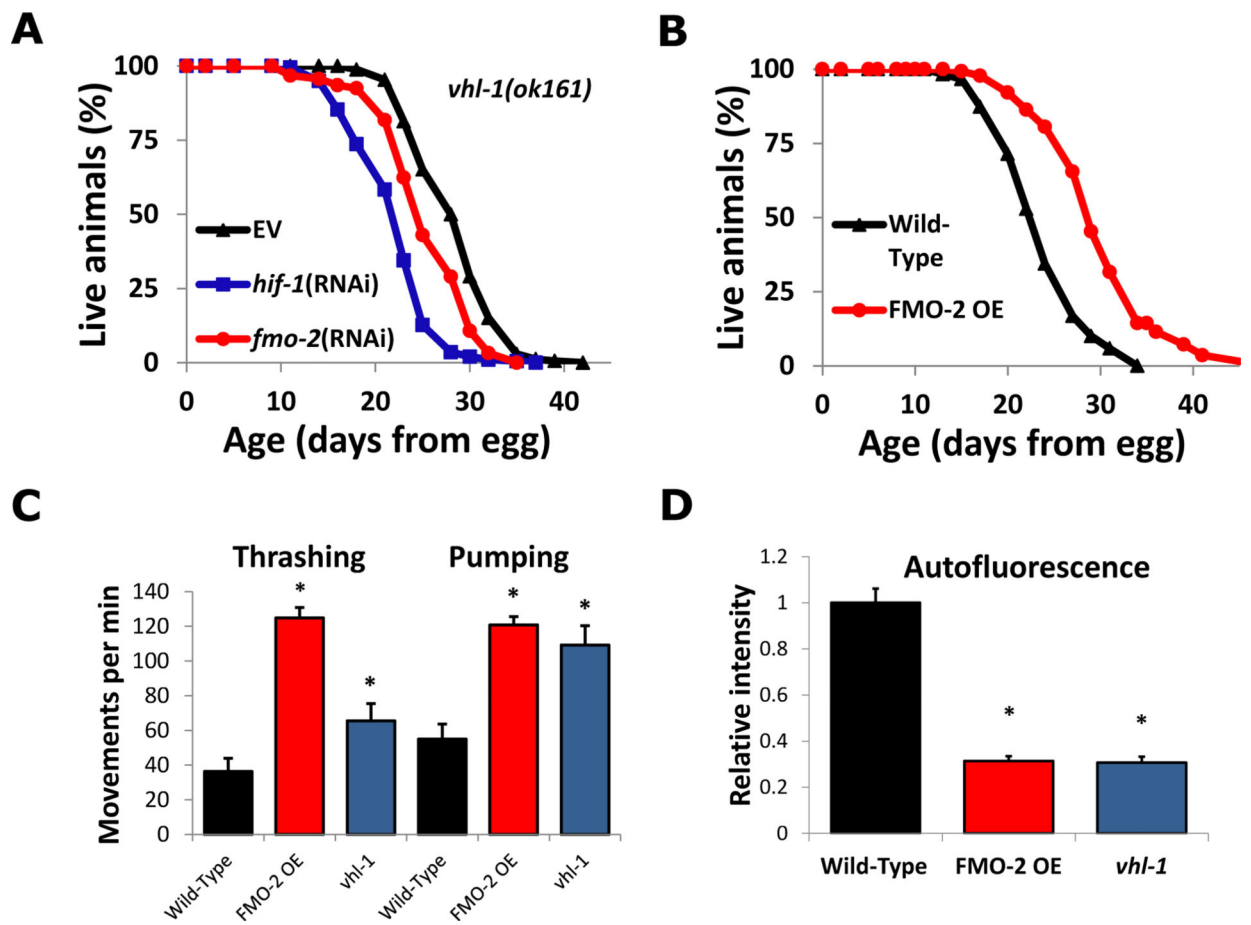 A
vhl-1(ok161)
Live animals (%)
100
75
50
25
0
EV
hif-1(RNAi)
fmo-2(RNAi)
0 10 20 30 40
Age (days from egg)
B
Live animals (%)
100
75
50
25
0
Wild-
Type
FMO-2 OE
0 10 20 30 40
Age (days from egg)
C
Thrashing Pumping
Movements per min
140
120
100
80
60
40
20
0
* * * *
Wild-Type FMO-2 OE vhl-1 Wild-Type FMO-2 OE vhl-1
D
Autofluorescence
Relative intensity
1.2
1
0.8
0.6
0.4
0.2
0
* *
Wild-Type FMO-2 OE vhl-1